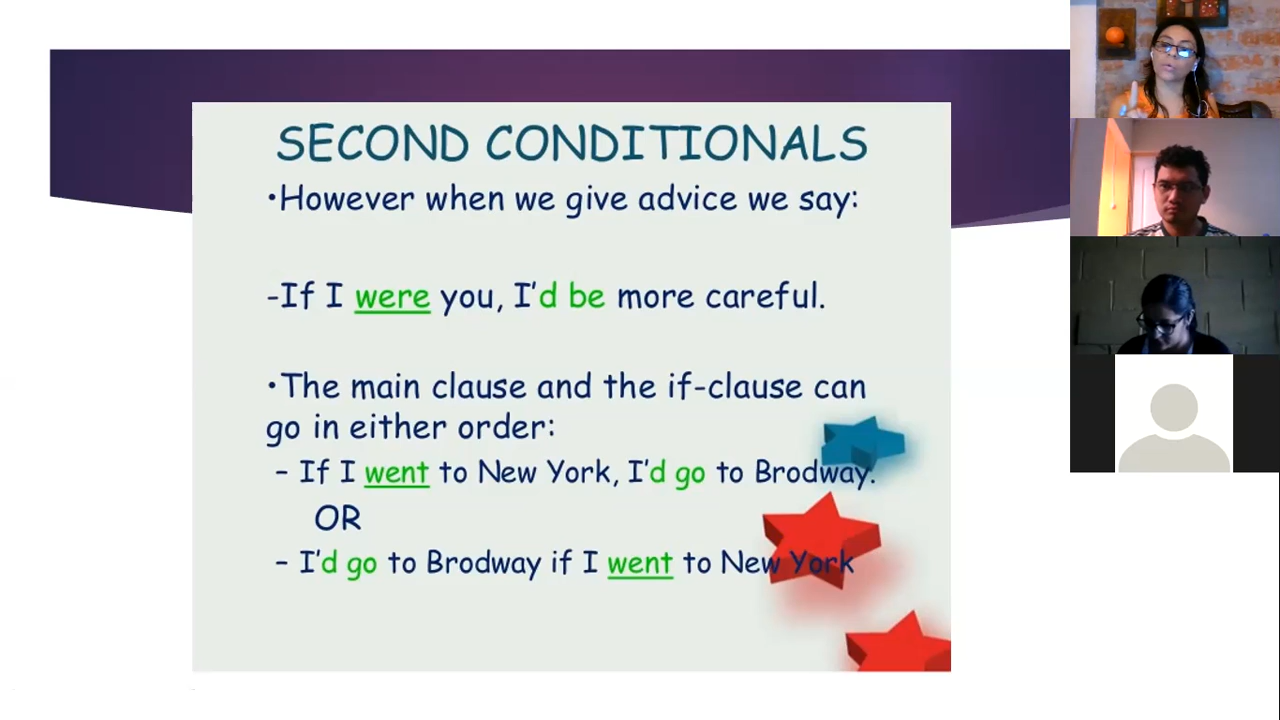 SECOND CONDITIONALS
•However when we give advice we say:
-If I were you, I'd be more careful.
•The main clause and the if-clause can
go in either order:
– If I went to New York, I'd go to Brodway.
OR
– I'd go to Brodway if I went to New York